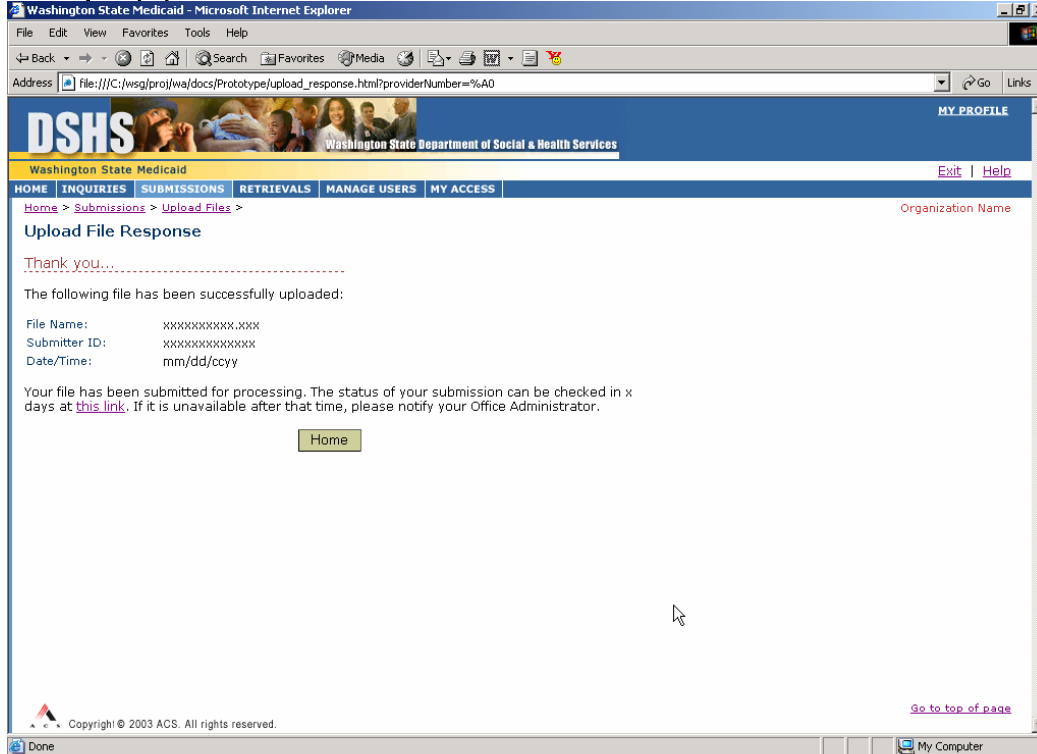 Washington State Medicaid - Microsoft Internet Explorer
File Edit View Favorites Tools Help
Back Search Favorites Media
Address file:///C:/wsg/proj/wa/docs/Prototype/upload_response.html?providerNumber=%A0 Go Links
DSHS Washington State Department of Social & Health Services MY PROFILE
Washington State Medicaid Exit | Help
HOME INQUIRIES SUBMISSIONS RETRIEVALS MANAGE USERS MY ACCESS
Home > Submissions > Upload Files > Organization Name
Upload File Response
Thank you...
The following file has been successfully uploaded:
File Name: xxxxxxxxxx.xxx
Submitter ID: xxxxxxxxxxxxx
Date/Time: mm/dd/ccyy
Your file has been submitted for processing. The status of your submission can be checked in x
days at this link. If it is unavailable after that time, please notify your Office Administrator.
Home
Go to top of page
A C S Copyright © 2003 ACS. All rights reserved.
Done My Computer